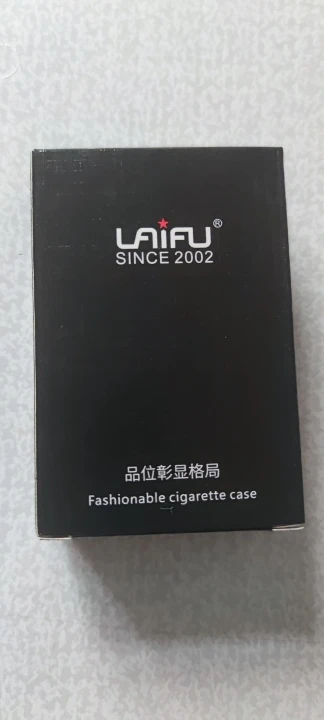 LAIFU®
SINCE 2002
品位彰显格局
Fashionable cigarette case